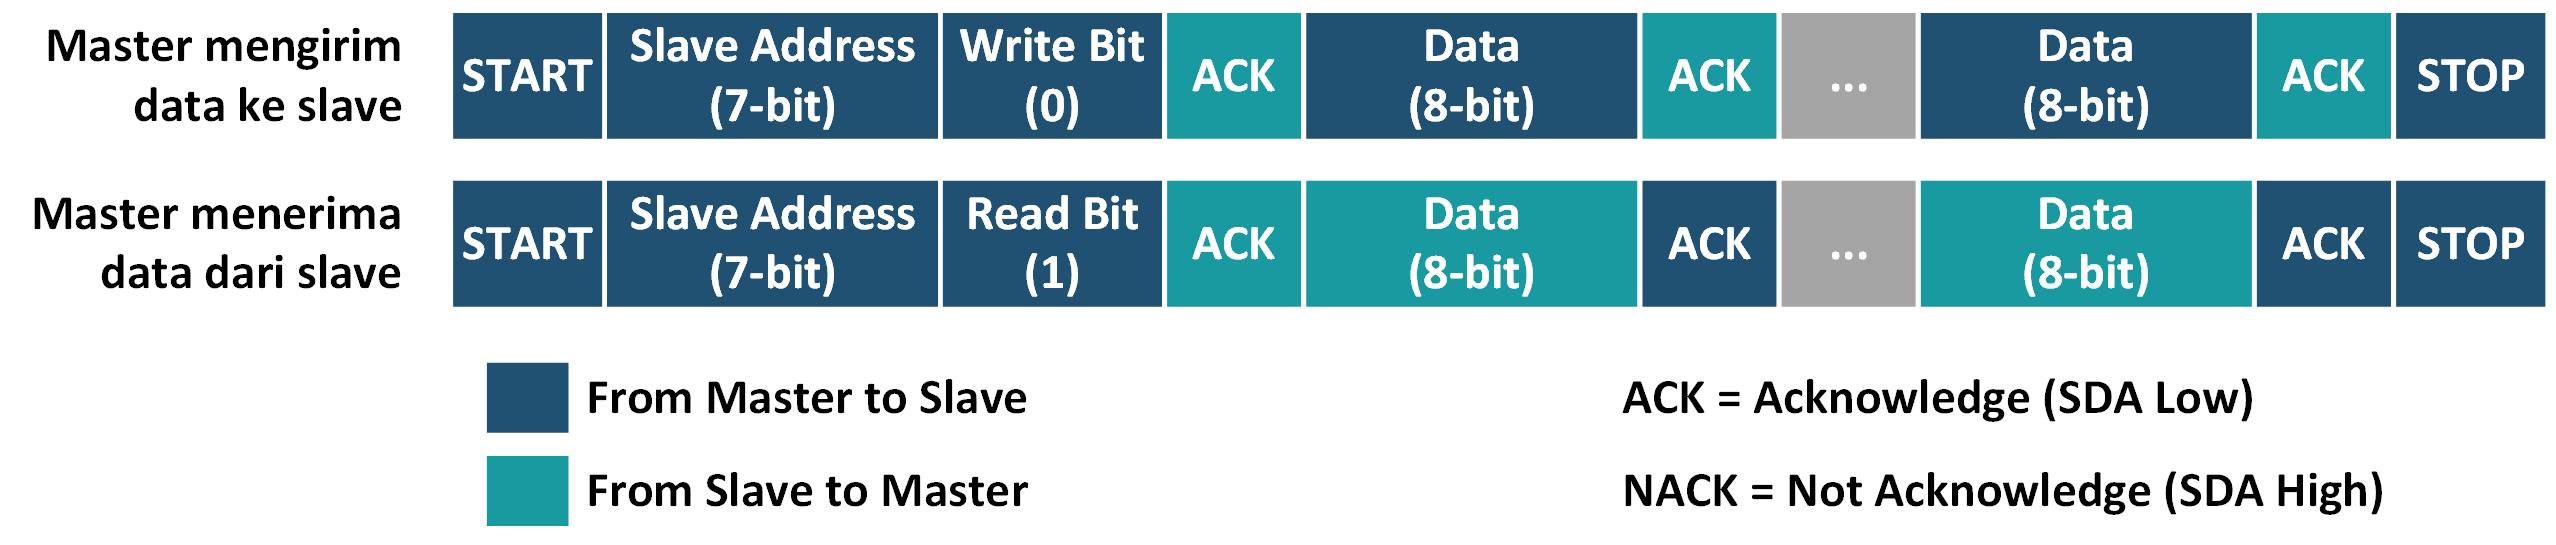 Master mengirim
data ke slave
START
Slave Address
(7-bit)
Write Bit
(0)
ACK
Data
(8-bit)
ACK
...
Data
(8-bit)
ACK
STOP
Master menerima
data dari slave
START
Slave Address
(7-bit)
Read Bit
(1)
ACK
Data
(8-bit)
ACK
...
Data
(8-bit)
ACK
STOP
From Master to Slave
ACK = Acknowledge (SDA Low)
From Slave to Master
NACK = Not Acknowledge (SDA High)